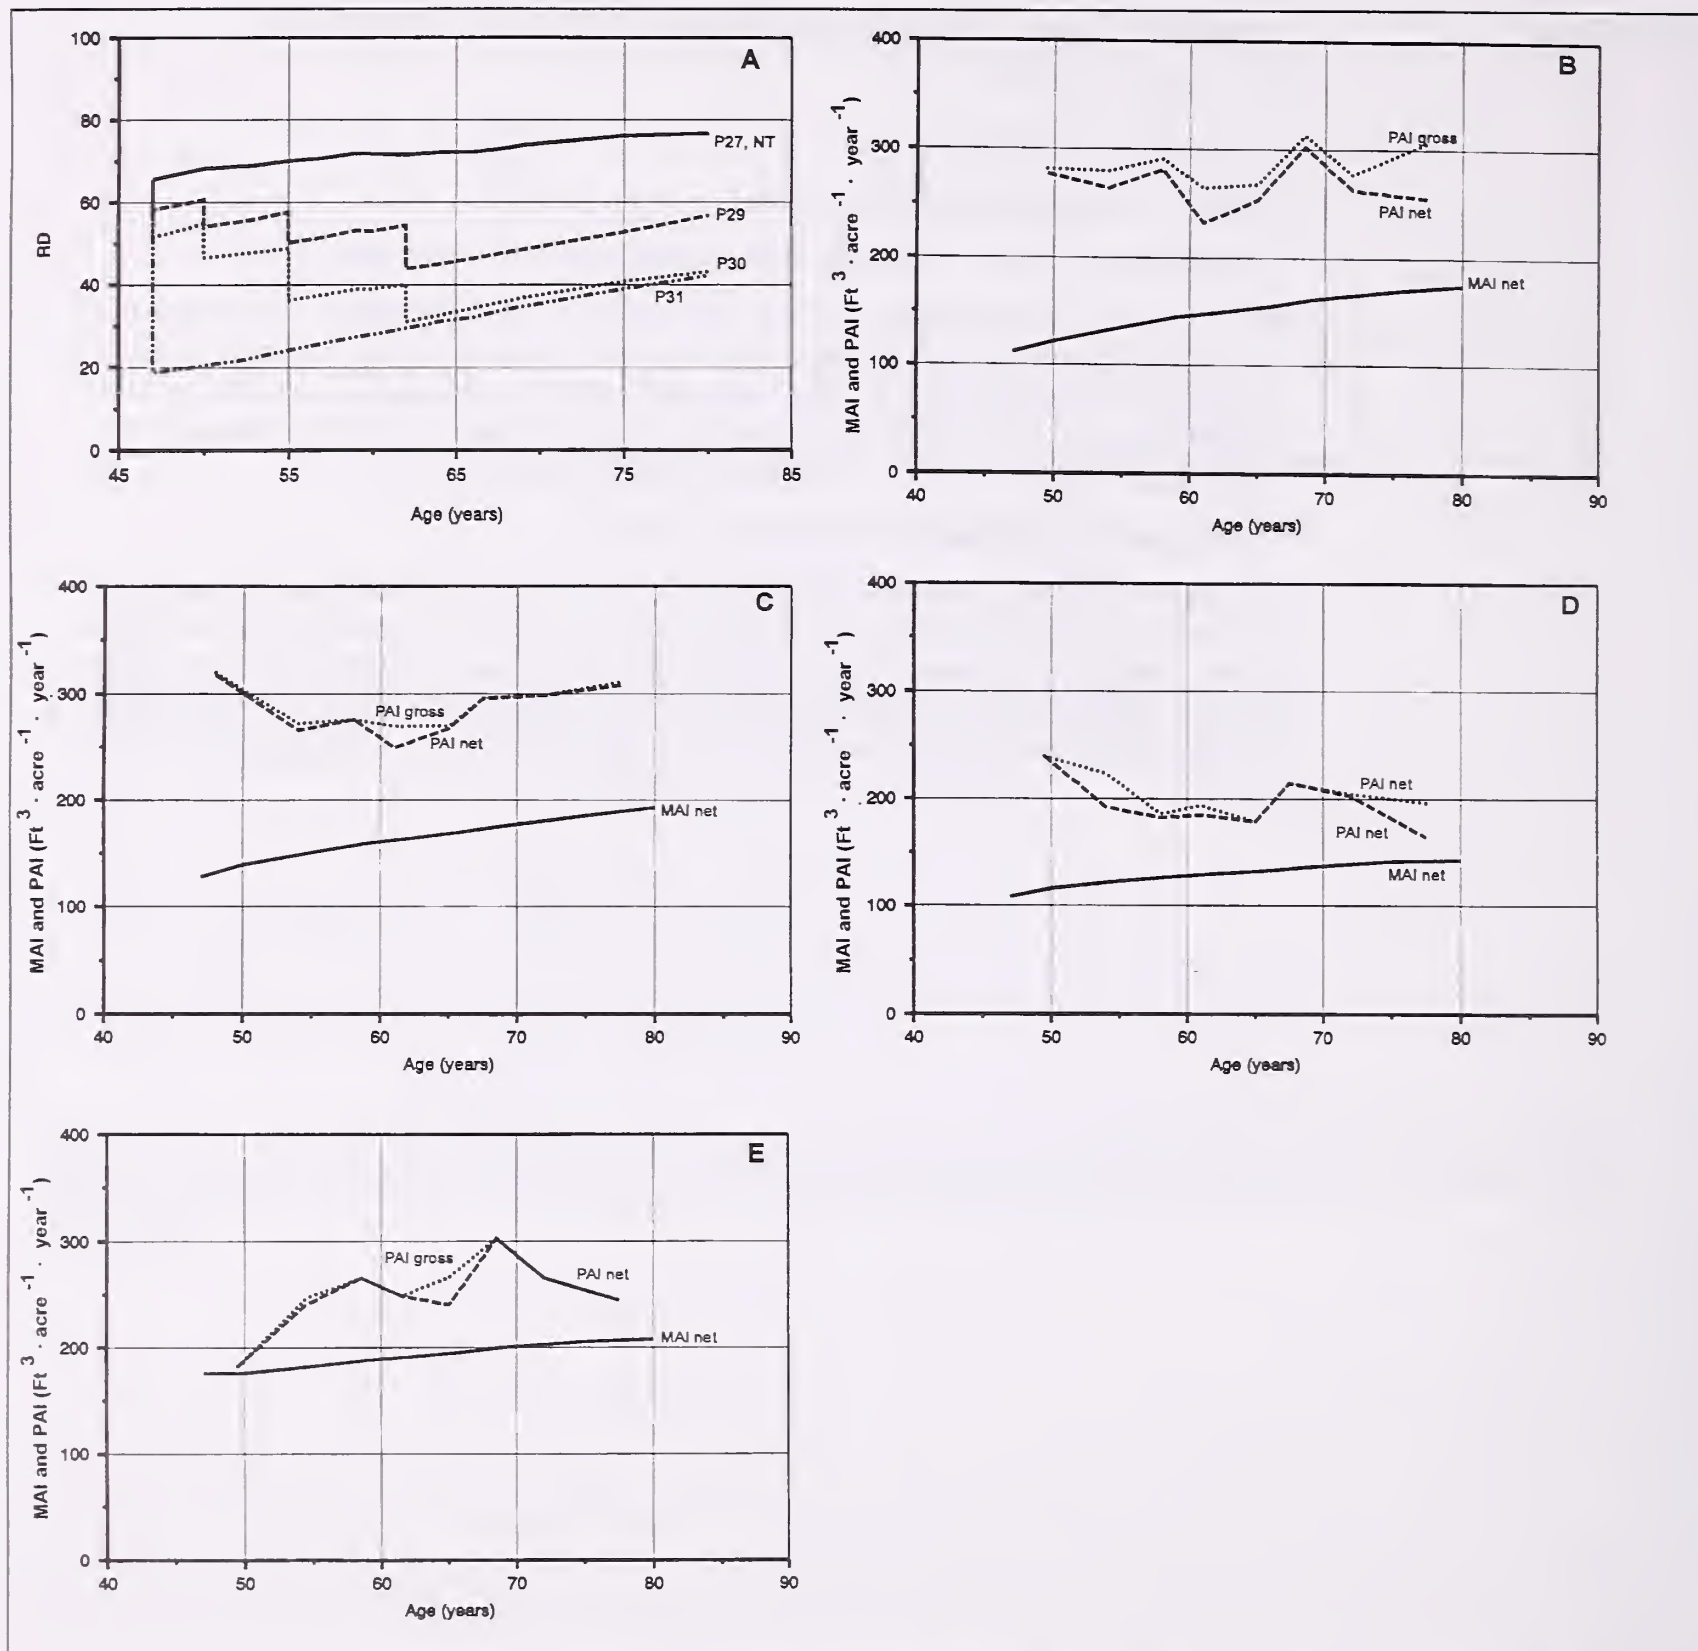 A
100
80
60
40
20
0
RD
P27, NT
P29
P30
P31
45 55 65 75 85
Age (years)
B
400
300
200
100
0
MAI and PAI (Ft 3 · acre -1 · year -1)
PAI gross
PAI net
MAI net
40 50 60 70 80 90
Age (years)
C
400
300
200
100
0
MAI and PAI (Ft 3 · acre -1 · year -1)
PAI gross
PAI net
MAI net
40 50 60 70 80 90
Age (years)
D
400
300
200
100
0
MAI and PAI (Ft 3 · acre -1 · year -1)
PAI net
PAI net
MAI net
40 50 60 70 80 90
Age (years)
E
400
300
200
100
0
MAI and PAI (Ft 3 · acre -1 · year -1)
PAI gross
PAI net
MAI net
40 50 60 70 80 90
Age (years)